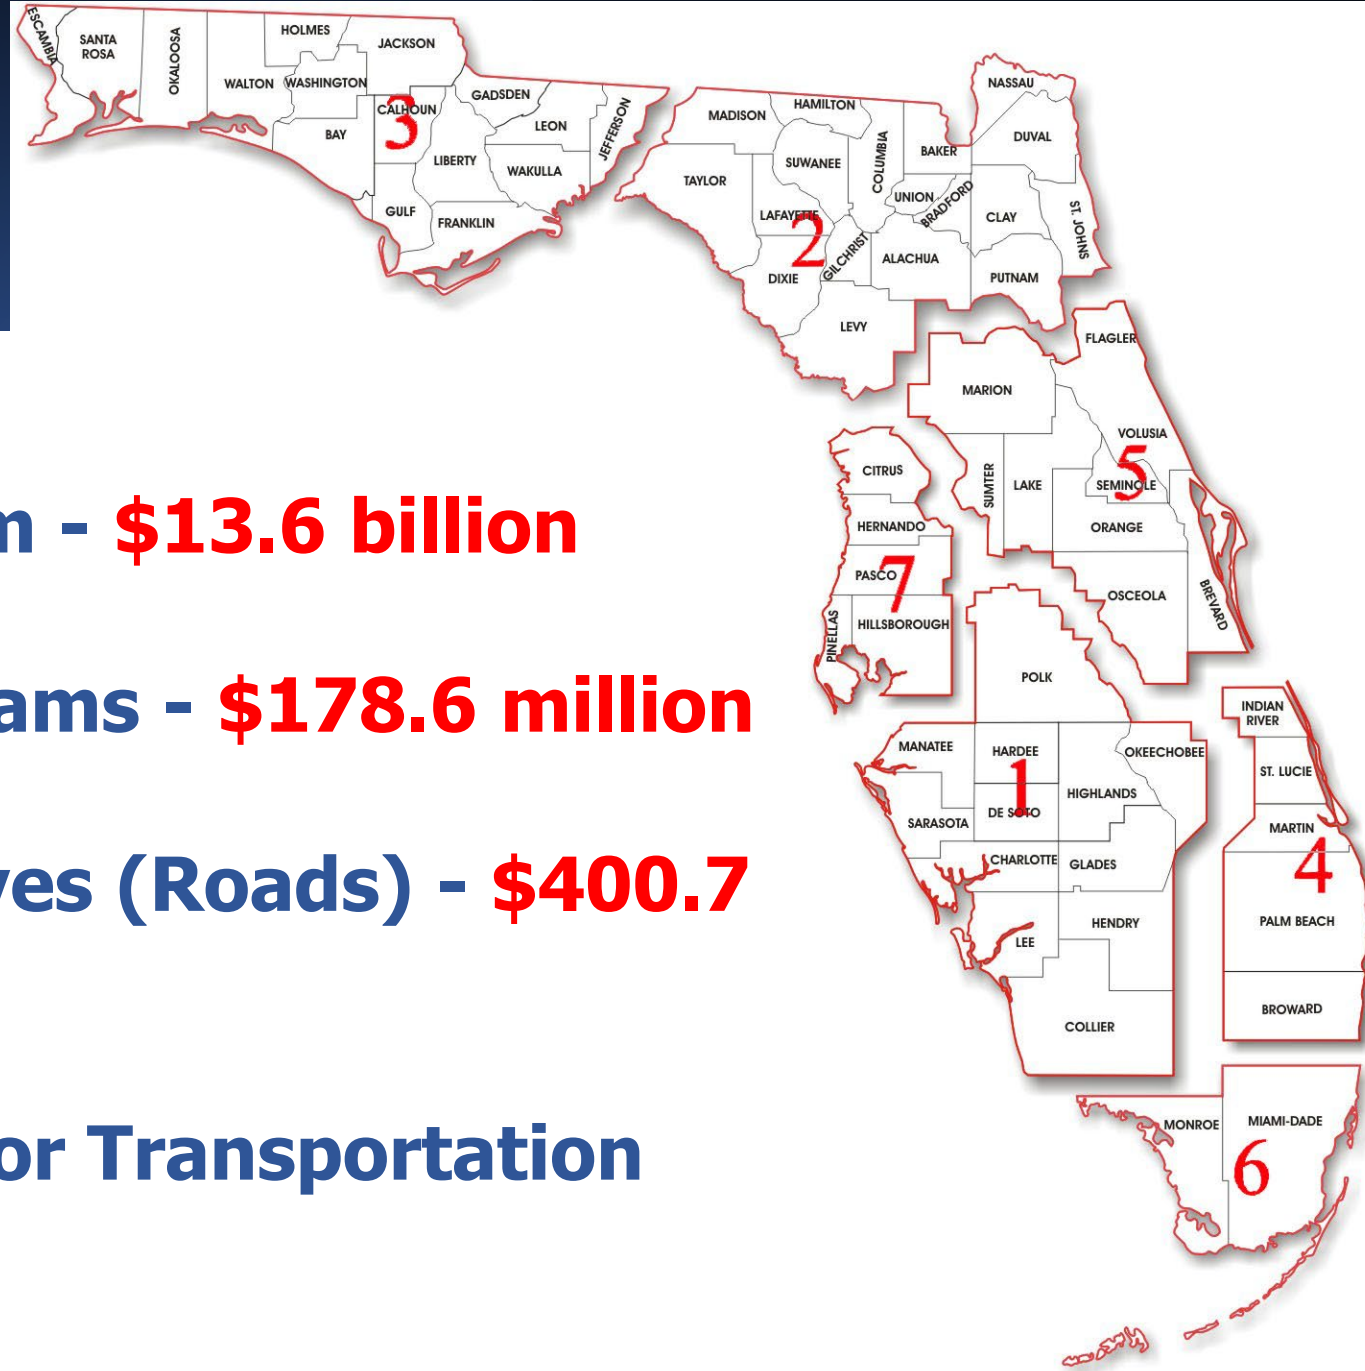 ESCAMBIA
SANTA
ROSA
OKALOOSA
HOLMES
JACKSON
WALTON
WASHINGTON
BAY
CALHOUN
3
GADSDEN
LEON
JEFFERSON
LIBERTY
WAKULLA
GULF
FRANKLIN
MADISON
HAMILTON
TAYLOR
SUWANEE
COLUMBIA
BAKER
NASSAU
DUVAL
LAFAYETTE
2
UNION
BRADFORD
CLAY
ST. JOHNS
DIXIE
GILCHRIST
ALACHUA
PUTNAM
LEVY
FLAGLER
MARION
VOLUSIA
5
SUMTER
LAKE
SEMINOLE
ORANGE
OSCEOLA
BREVARD
CITRUS
HERNANDO
PASCO
7
PINELLAS
HILLSBOROUGH
POLK
MANATEE
HARDEE
OKEECHOBEE
1
HIGHLANDS
SARASOTA
DE SOTO
CHARLOTTE
GLADES
LEE
HENDRY
COLLIER
INDIAN
RIVER
ST. LUCIE
MARTIN
4
PALM BEACH
BROWARD
MONROE
MIAMI-DADE
6
m - $13.6 billion
ams - $178.6 million
ves (Roads) - $400.7
or Transportation